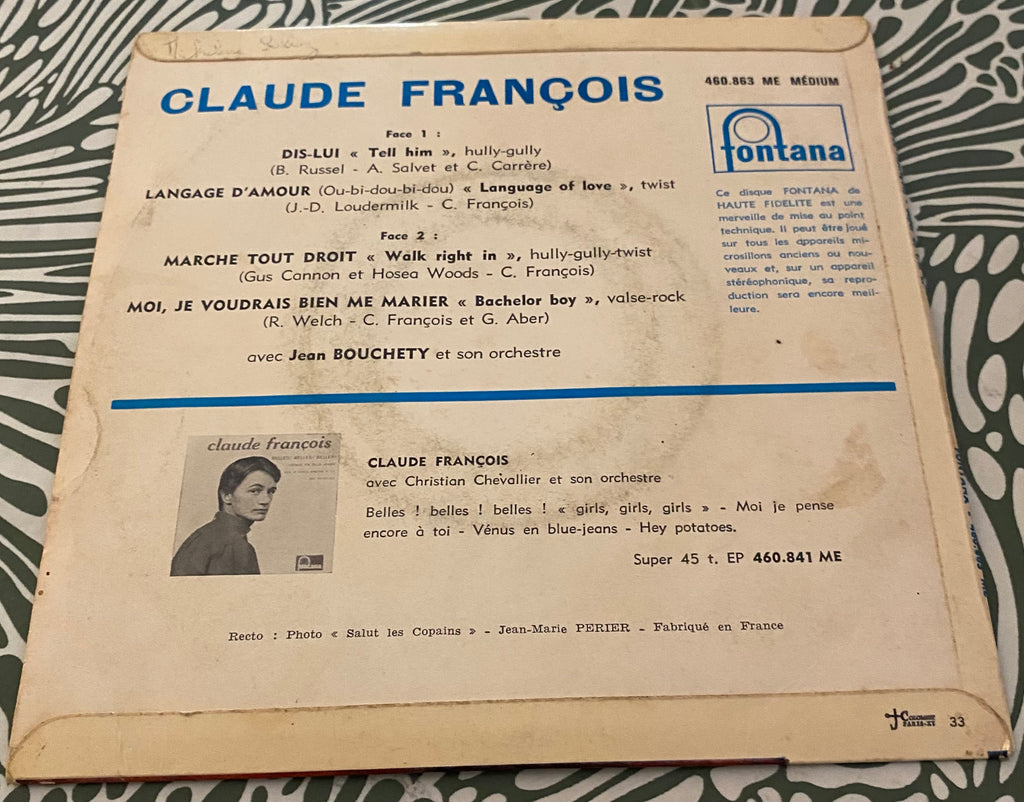 CLAUDE FRANÇOIS
460.863 ME MÉDIUM
fontana
Face 1 :
DIS-LUI « Tell him », hully-gully
(B. Russel - A. Salvet et C. Carrère)
LANGAGE D'AMOUR (Ou-bi-dou-bi-dou) « Language of love », twist
(J.-D. Loudermilk - C. François)
Face 2 :
MARCHE TOUT DROIT « Walk right in », hully-gully-twist
(Gus Cannon et Hosea Woods - C. François)
MOI, JE VOUDRAIS BIEN ME MARIER « Bachelor boy », valse-rock
(R. Welch - C. François et G. Aber)
avec Jean BOUCHETY et son orchestre
Ce disque FONTANA de
HAUTE FIDELITE est une
merveille de mise au point
technique. Il peut être joué
sur tous les appareils mi-
crosillons anciens ou nou-
veaux et, sur un appareil
stéréophonique, sa repro-
duction sera encore meil-
leure.
claude françois
BELLES! BELLES! BELLES!
fontana
CLAUDE FRANÇOIS
avec Christian Chevallier et son orchestre
Belles ! belles ! belles ! « girls, girls, girls » - Moi je pense
encore à toi - Vénus en blue-jeans - Hey potatoes.
Super 45 t. EP 460.841 ME
Recto : Photo « Salut les Copains » - Jean-Marie PERIER - Fabriqué en France
33